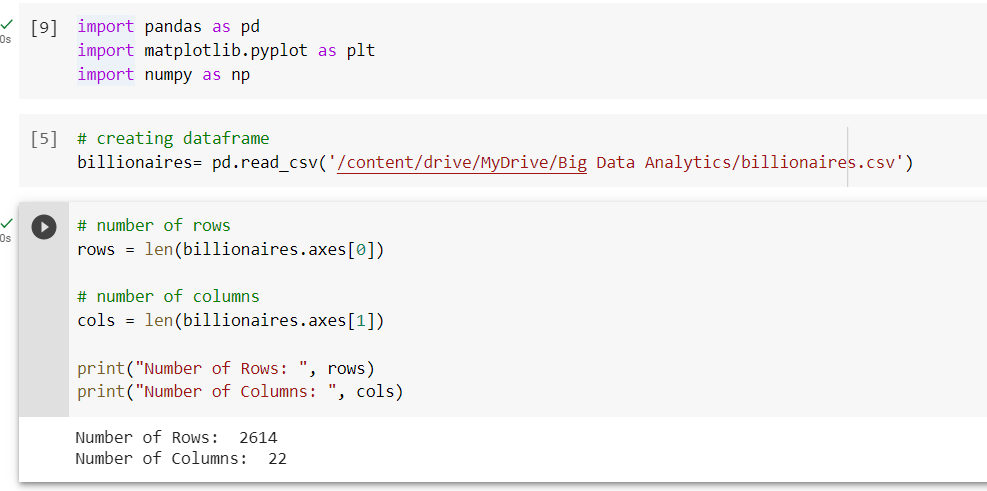 [9] import pandas as pd
import matplotlib.pyplot as plt
import numpy as np
0s
[5] # creating dataframe
billionaires= pd.read_csv('/content/drive/MyDrive/Big Data Analytics/billionaires.csv')
# number of rows
0s
rows = len(billionaires.axes[0])
# number of columns
cols = len(billionaires.axes[1])
print("Number of Rows: ", rows)
print("Number of Columns: ", cols)
Number of Rows:  2614
Number of Columns:  22